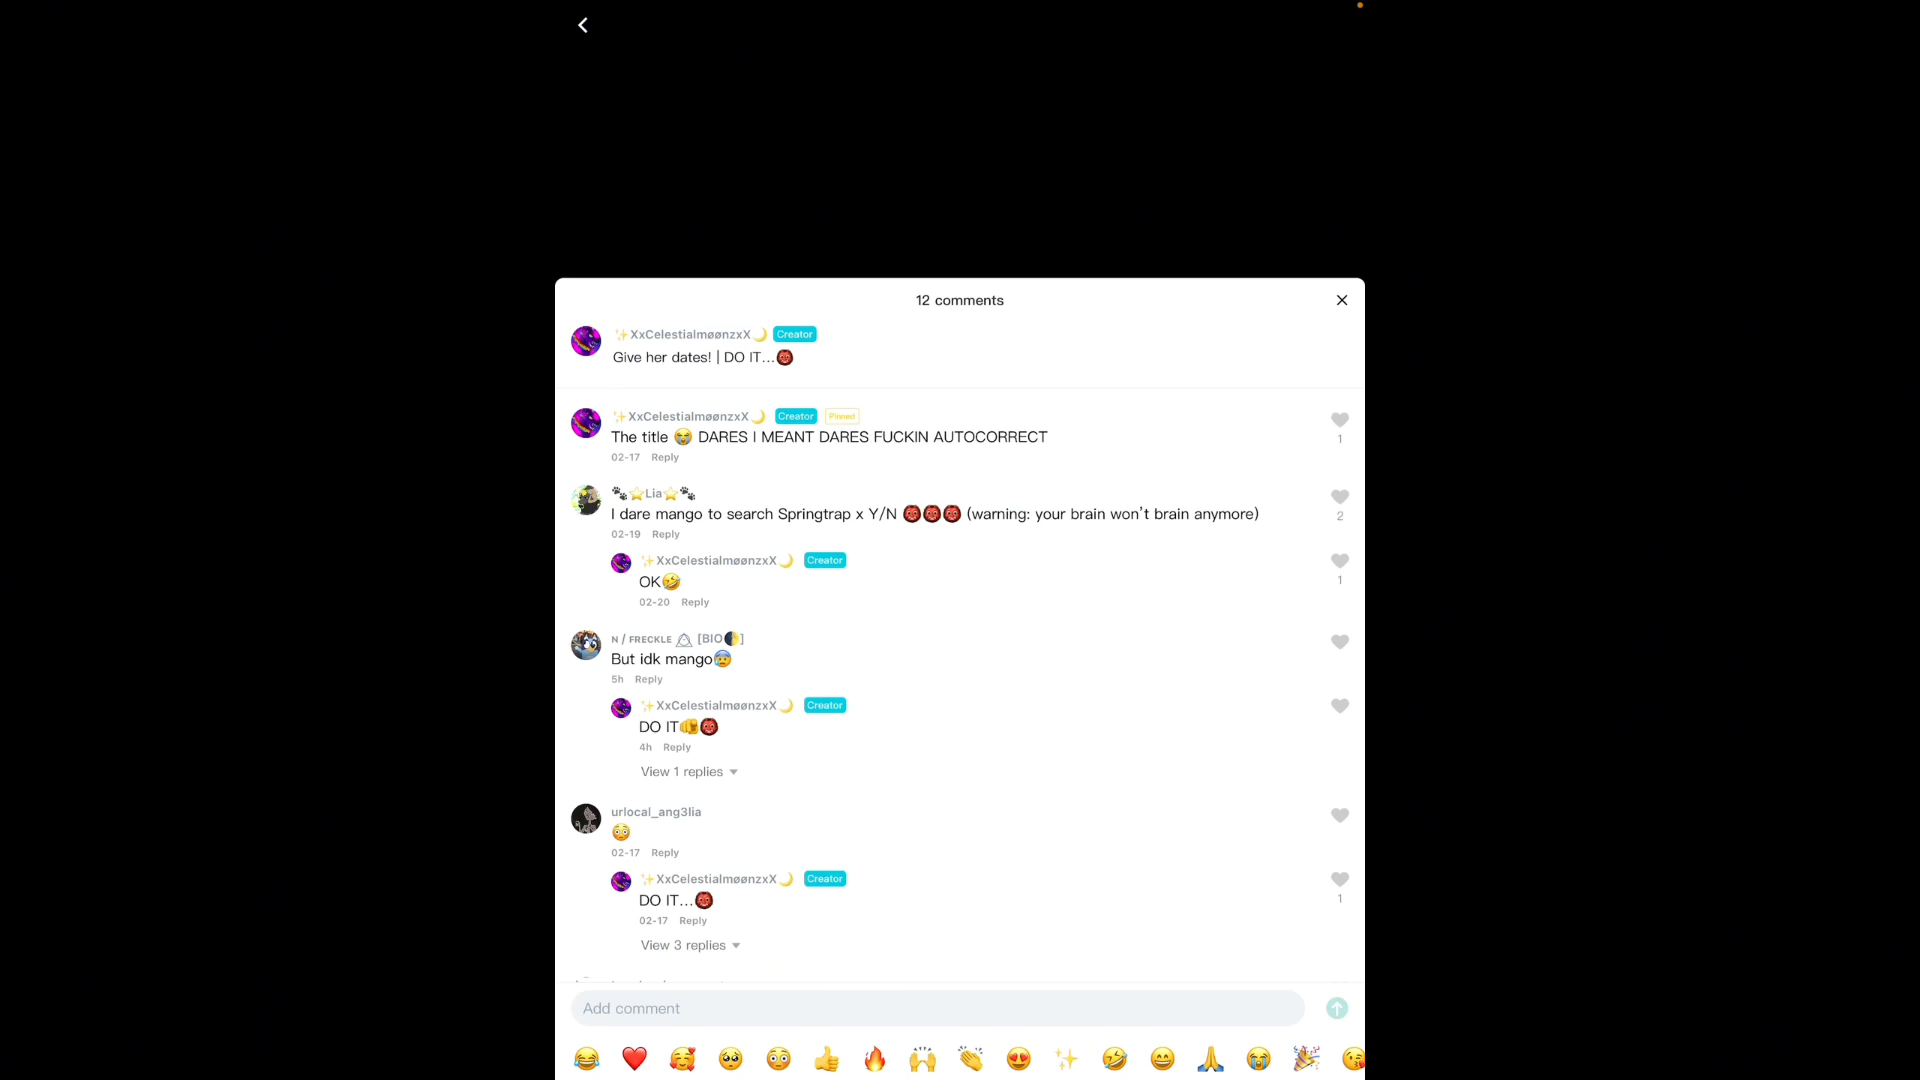 12 comments
✨XxCelestialmøønzxX🌙 Creator
Give her dates! | DO IT...👹
✨XxCelestialmøønzxX🌙 Creator Pinned
The title 😭 DARES I MEANT DARES FUCKIN AUTOCORRECT
1
02-17 Reply
🐾⭐Lia⭐🐾
I dare mango to search Springtrap x Y/N 👹👹👹 (warning: your brain won't brain anymore)
2
02-19 Reply
✨XxCelestialmøønzxX🌙 Creator
OK🤣
1
02-20 Reply
ɴ / ꜰʀᴇᴄᴋʟᴇ [BIO🌓]
But idk mango😰
5h Reply
✨XxCelestialmøønzxX🌙 Creator
DO IT🫵👹
4h Reply
View 1 replies
urlocal_ang3lia
😳
02-17 Reply
✨XxCelestialmøønzxX🌙 Creator
DO IT...👹
1
02-17 Reply
View 3 replies
Add comment